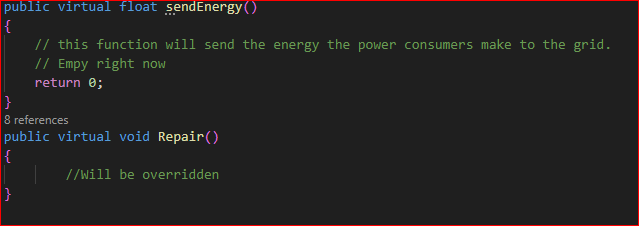 public virtual float sendEnergy()
{
// this function will send the energy the power consumers make to the grid.
// Empy right now
return 0;
}
8 references
public virtual void Repair()
{
//Will be overridden
}